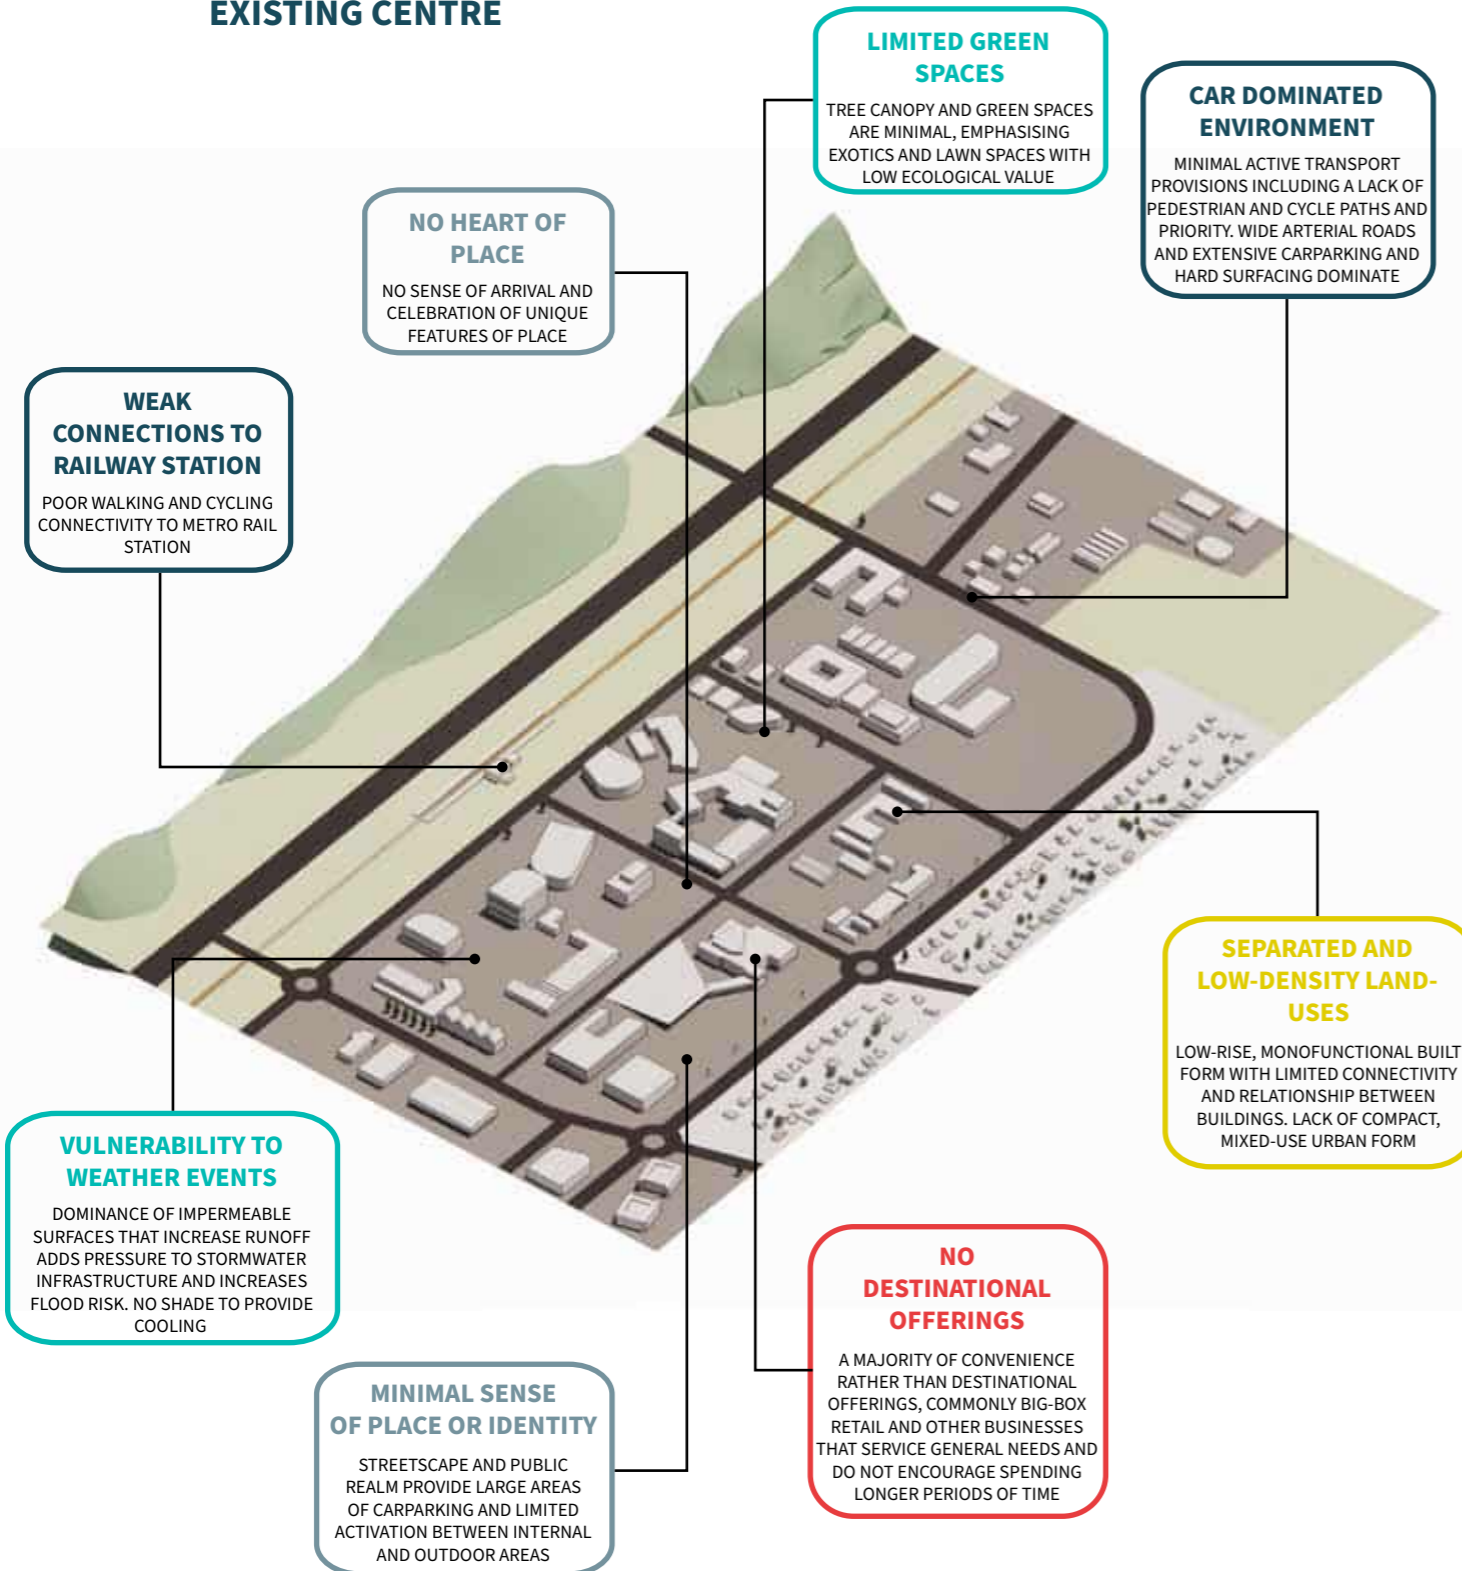 EXISTING CENTRE
LIMITED GREEN
SPACES
TREE CANOPY AND GREEN SPACES
ARE MINIMAL, EMPHASISING
EXOTICS AND LAWN SPACES WITH
LOW ECOLOGICAL VALUE
CAR DOMINATED
ENVIRONMENT
MINIMAL ACTIVE TRANSPORT
PROVISIONS INCLUDING A LACK OF
PEDESTRIAN AND CYCLE PATHS AND
PRIORITY. WIDE ARTERIAL ROADS
AND EXTENSIVE CARPARKING AND
HARD SURFACING DOMINATE
NO HEART OF
PLACE
NO SENSE OF ARRIVAL AND
CELEBRATION OF UNIQUE
FEATURES OF PLACE
WEAK
CONNECTIONS TO
RAILWAY STATION
POOR WALKING AND CYCLING
CONNECTIVITY TO METRO RAIL
STATION
SEPARATED AND
LOW-DENSITY LAND-
USES
LOW-RISE, MONOFUNCTIONAL BUILT
FORM WITH LIMITED CONNECTIVITY
AND RELATIONSHIP BETWEEN
BUILDINGS. LACK OF COMPACT,
MIXED-USE URBAN FORM
VULNERABILITY TO
WEATHER EVENTS
DOMINANCE OF IMPERMEABLE
SURFACES THAT INCREASE RUNOFF
ADDS PRESSURE TO STORMWATER
INFRASTRUCTURE AND INCREASES
FLOOD RISK. NO SHADE TO PROVIDE
COOLING
NO
DESTINATIONAL
OFFERINGS
A MAJORITY OF CONVENIENCE
RATHER THAN DESTINATIONAL
OFFERINGS, COMMONLY BIG-BOX
RETAIL AND OTHER BUSINESSES
THAT SERVICE GENERAL NEEDS AND
DO NOT ENCOURAGE SPENDING
LONGER PERIODS OF TIME
MINIMAL SENSE
OF PLACE OR IDENTITY
STREETSCAPE AND PUBLIC
REALM PROVIDE LARGE AREAS
OF CARPARKING AND LIMITED
ACTIVATION BETWEEN INTERNAL
AND OUTDOOR AREAS